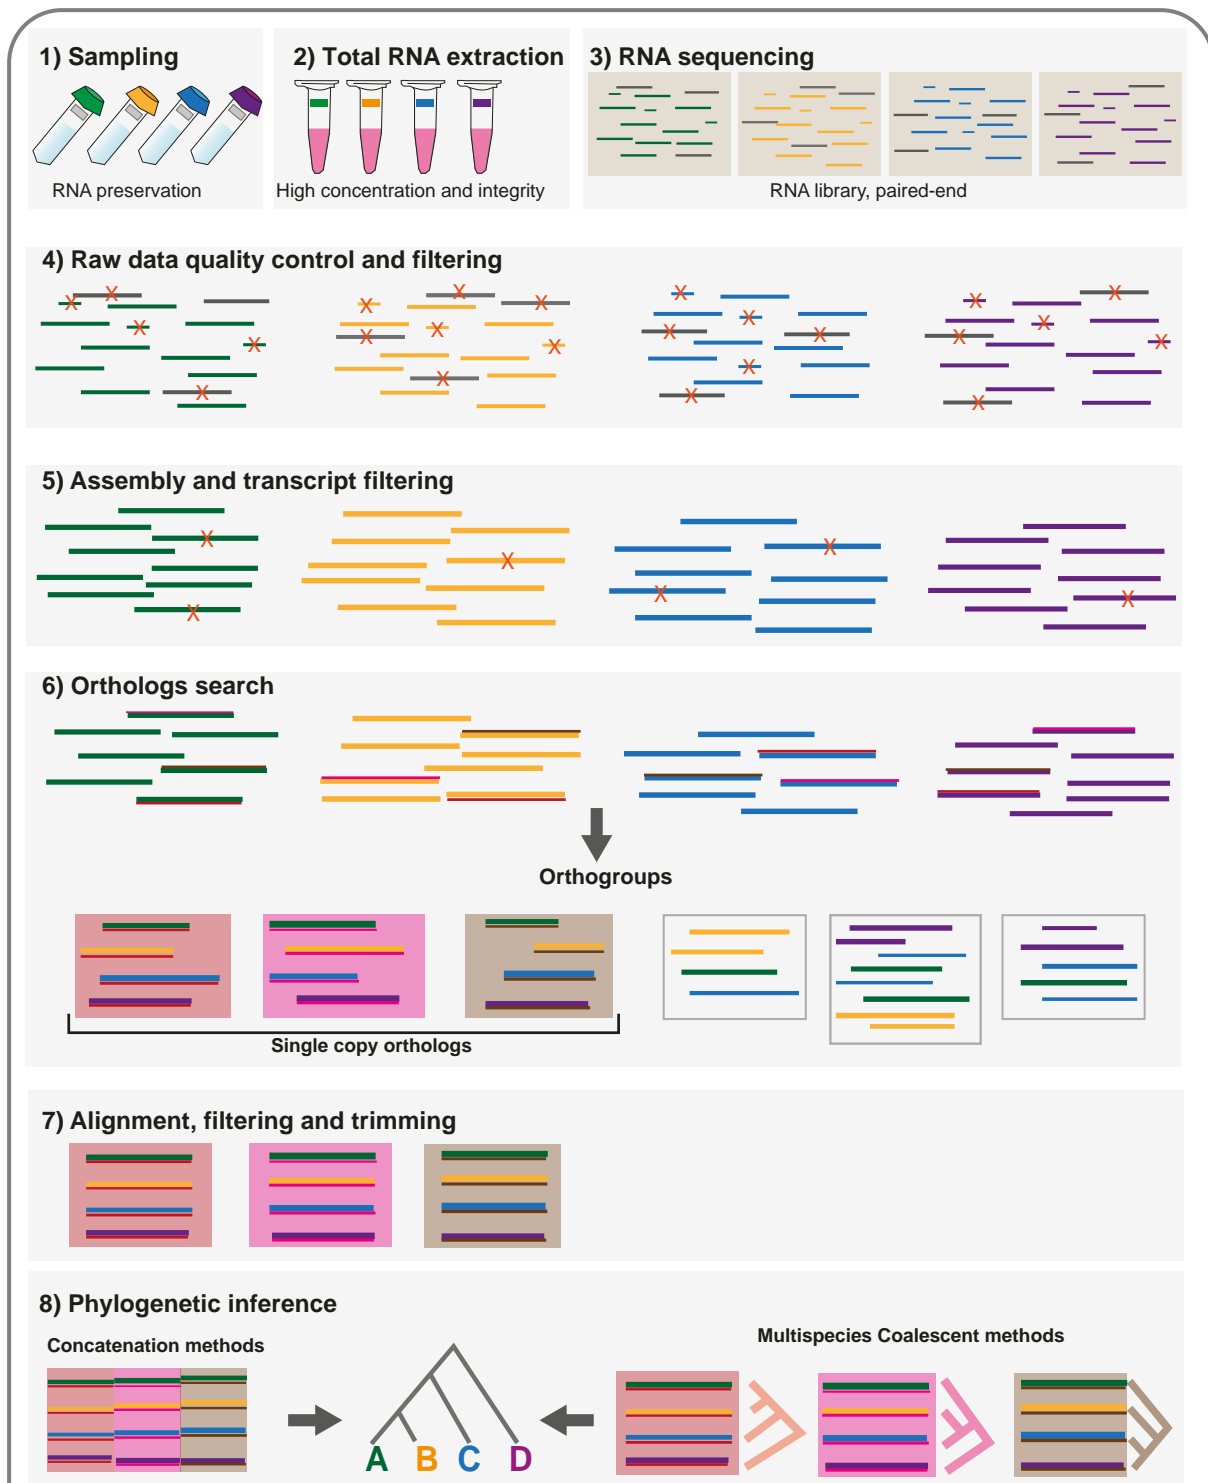 1) Sampling
2) Total RNA extraction
3) RNA sequencing
RNA preservation
High concentration and integrity
RNA library, paired-end
4) Raw data quality control and filtering
X X X X X
X X X X X X
X X X X X X
X X X X X X
5) Assembly and transcript filtering
X X
X
X X
X
6) Orthologs search
Orthogroups
Single copy orthologs
7) Alignment, filtering and trimming
8) Phylogenetic inference
Concatenation methods
Multispecies Coalescent methods
A B C D